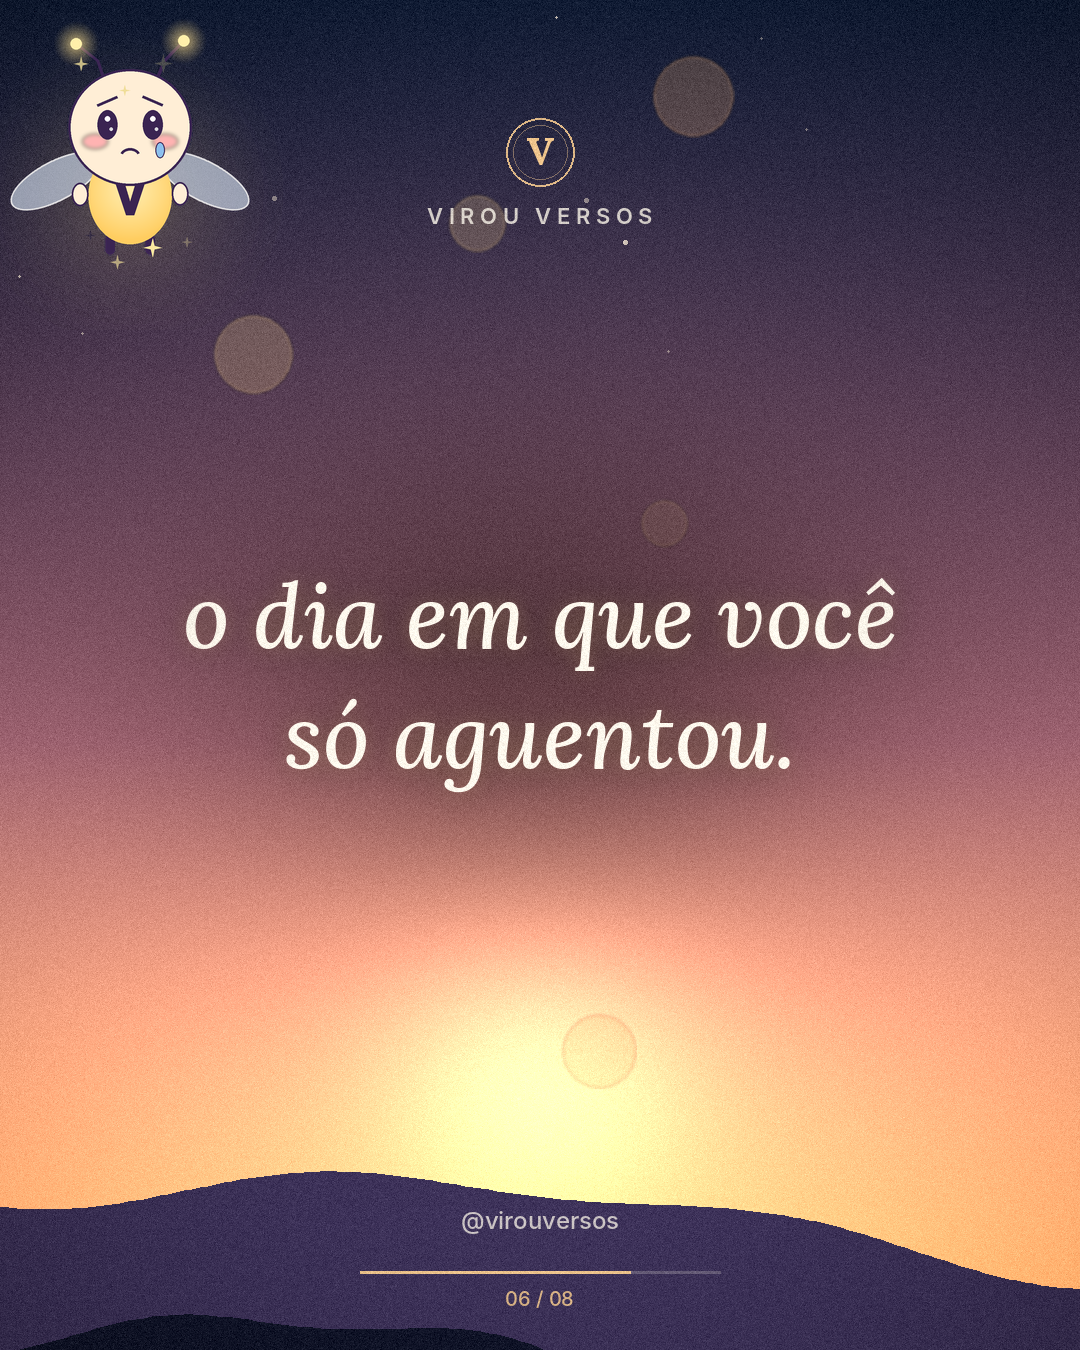 V
VIROU VERSOS
V
o dia em que você
só aguentou.
@virouversos
06 / 08